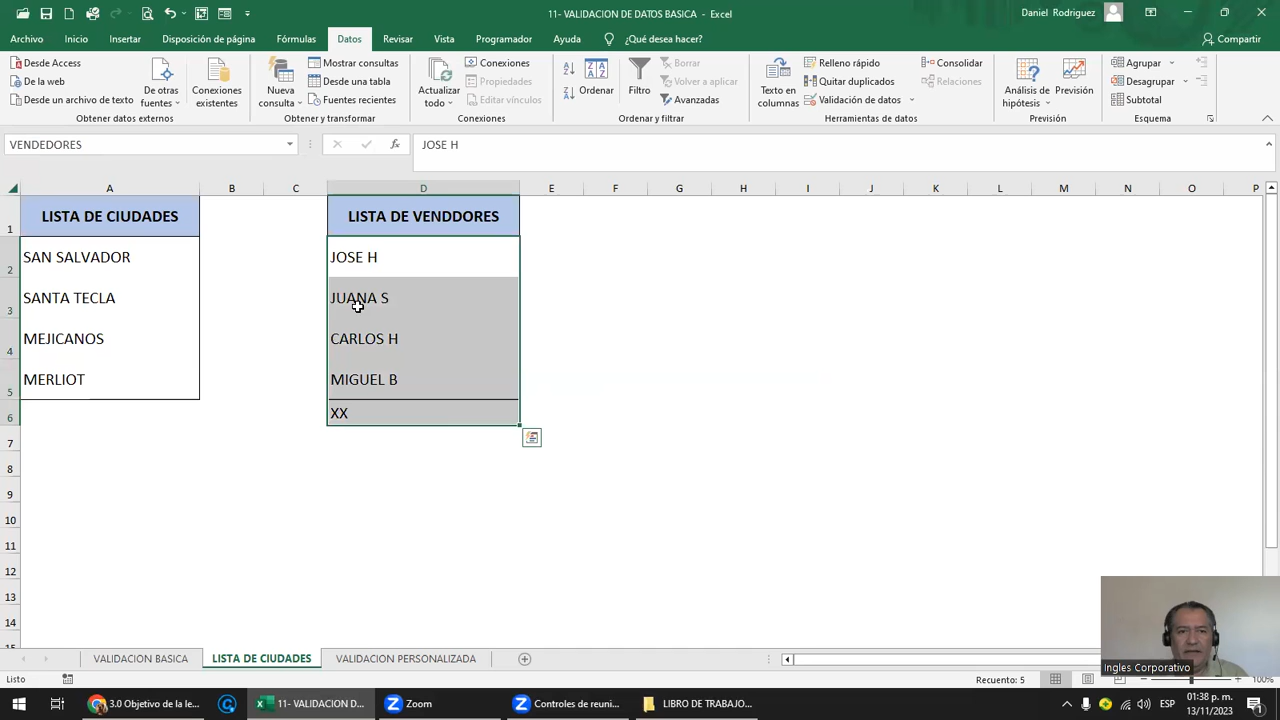 11- VALIDACION DE DATOS BASICA - Excel
Daniel Rodriguez
Archivo Inicio Insertar Disposición de página Fórmulas Datos Revisar Vista Programador Ayuda ¿Qué desea hacer? Compartir
Desde Access
De la web
Desde un archivo de texto
De otras fuentes
Conexiones existentes
Obtener datos externos
Nueva consulta
Mostrar consultas
Desde una tabla
Fuentes recientes
Obtener y transformar
Actualizar todo
Conexiones
Propiedades
Editar vínculos
Conexiones
Ordenar
Filtro
Borrar
Volver a aplicar
Avanzadas
Ordenar y filtrar
Texto en columnas
Relleno rápido
Quitar duplicados
Validación de datos
Consolidar
Relaciones
Herramientas de datos
Análisis de hipótesis
Previsión
Previsión
Agrupar
Desagrupar
Subtotal
Esquema
VENDEDORES
fx
JOSE H
A B C D E F G H I J K L M N O P
1 LISTA DE CIUDADES LISTA DE VENDDORES
2 SAN SALVADOR JOSE H
3 SANTA TECLA JUANA S
4 MEJICANOS CARLOS H
5 MERLIOT MIGUEL B
6 XX
7
8
9
10
11
12
13
14
15
Ingles Corporativo
VALIDACION BASICA LISTA DE CIUDADES VALIDACION PERSONALIZADA
Listo
Recuento: 5
100%
3.0 Objetivo de la le...
11- VALIDACION D...
Zoom
Controles de reuni...
LIBRO DE TRABAJO...
ESP
01:38 p. m.
13/11/2023